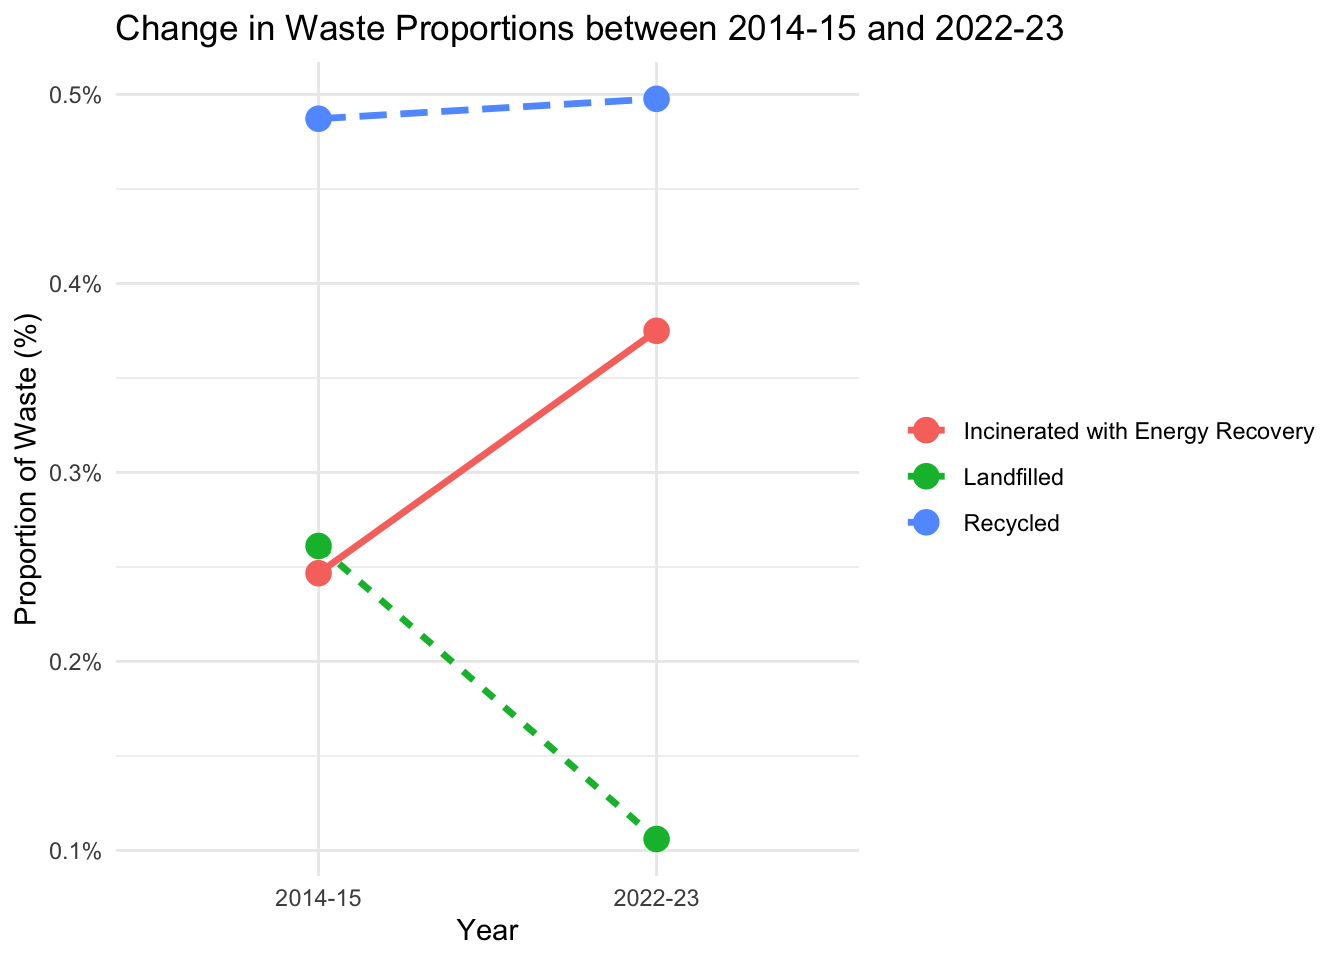 Change in Waste Proportions between 2014-15 and 2022-23
0.5%
0.4%
0.3%
0.2%
0.1%
Proportion of Waste (%)
2014-15
2022-23
Year
Incinerated with Energy Recovery
Landfilled
Recycled